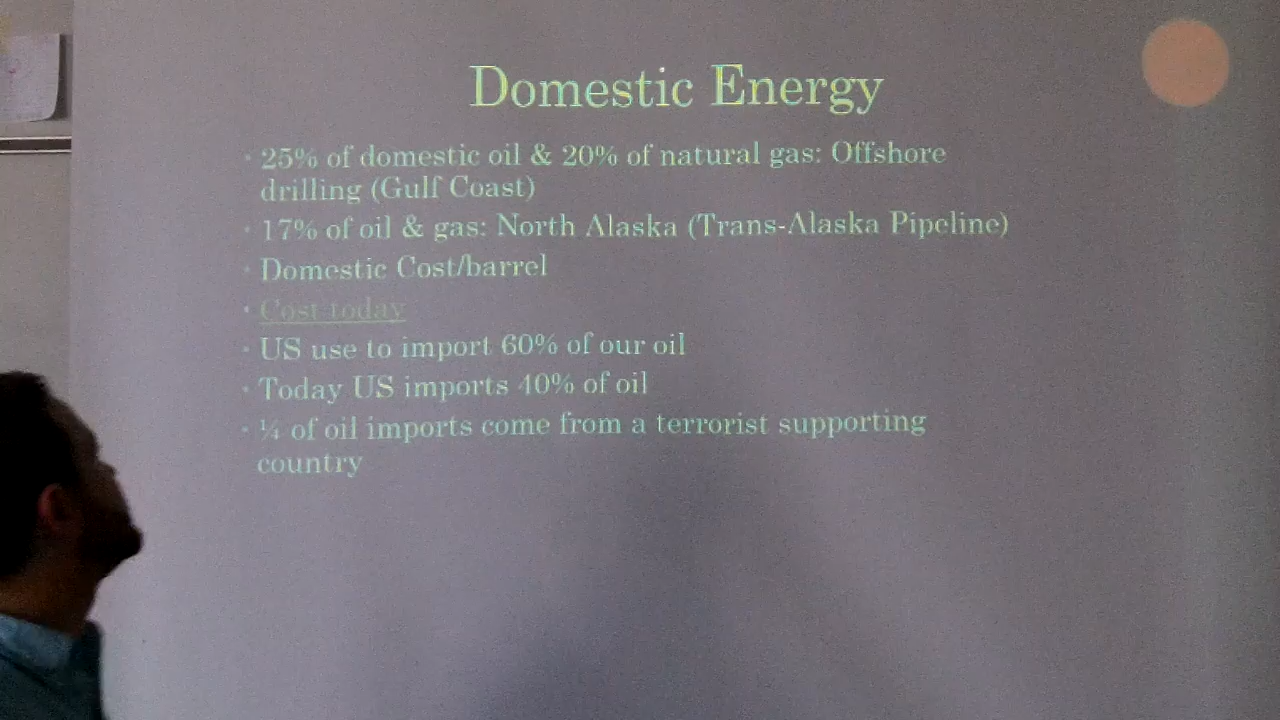 Domestic Energy
25% of domestic oil & 20% of natural gas: Offshore
drilling (Gulf Coast)
17% of oil & gas: North Alaska (Trans-Alaska Pipeline)
Domestic Cost/barrel
Cost today
US use to import 60% of our oil
Today US imports 40% of oil
¼ of oil imports come from a terrorist supporting
country